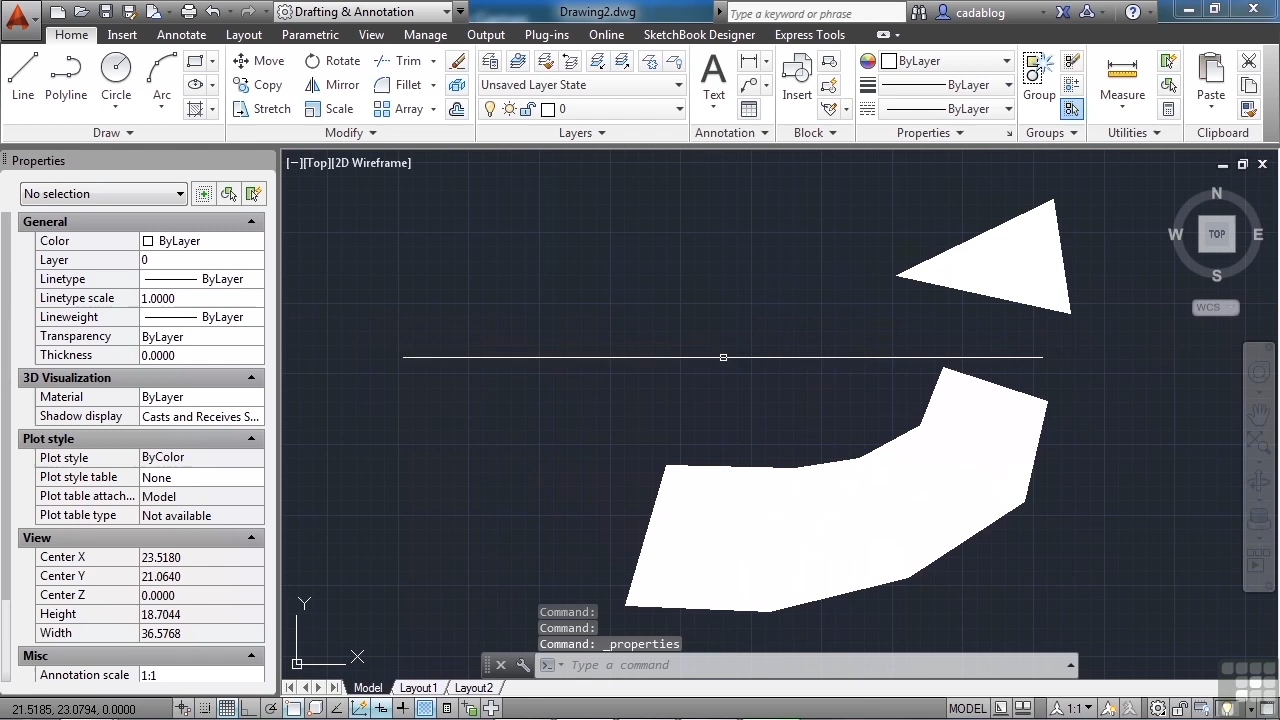 Drafting & Annotation
Drawing2.dwg
Type a keyword or phrase
cadablog
Home Insert Annotate Layout Parametric View Manage Output Plug-ins Online SketchBook Designer Express Tools
Line Polyline Circle Arc
Move Rotate Trim
Copy Mirror Fillet
Stretch Scale Array
Unsaved Layer State
0
Text
Insert
ByLayer
ByLayer
ByLayer
Group
Measure
Paste
Draw Modify Layers Annotation Block Properties Groups Utilities Clipboard
Properties
No selection
General
Color ByLayer
Layer 0
Linetype ByLayer
Linetype scale 1.0000
Lineweight ByLayer
Transparency ByLayer
Thickness 0.0000
3D Visualization
Material ByLayer
Shadow display Casts and Receives S...
Plot style
Plot style ByColor
Plot style table None
Plot table attach... Model
Plot table type Not available
View
Center X 23.5180
Center Y 21.0640
Center Z 0.0000
Height 18.7044
Width 36.5768
Misc
Annotation scale 1:1
[−][Top][2D Wireframe]
N
W TOP E
S
WCS
Y
X
Command:
Command:
Command: _properties
Type a command
Model Layout1 Layout2
21.5185, 23.0794, 0.0000
MODEL
1:1